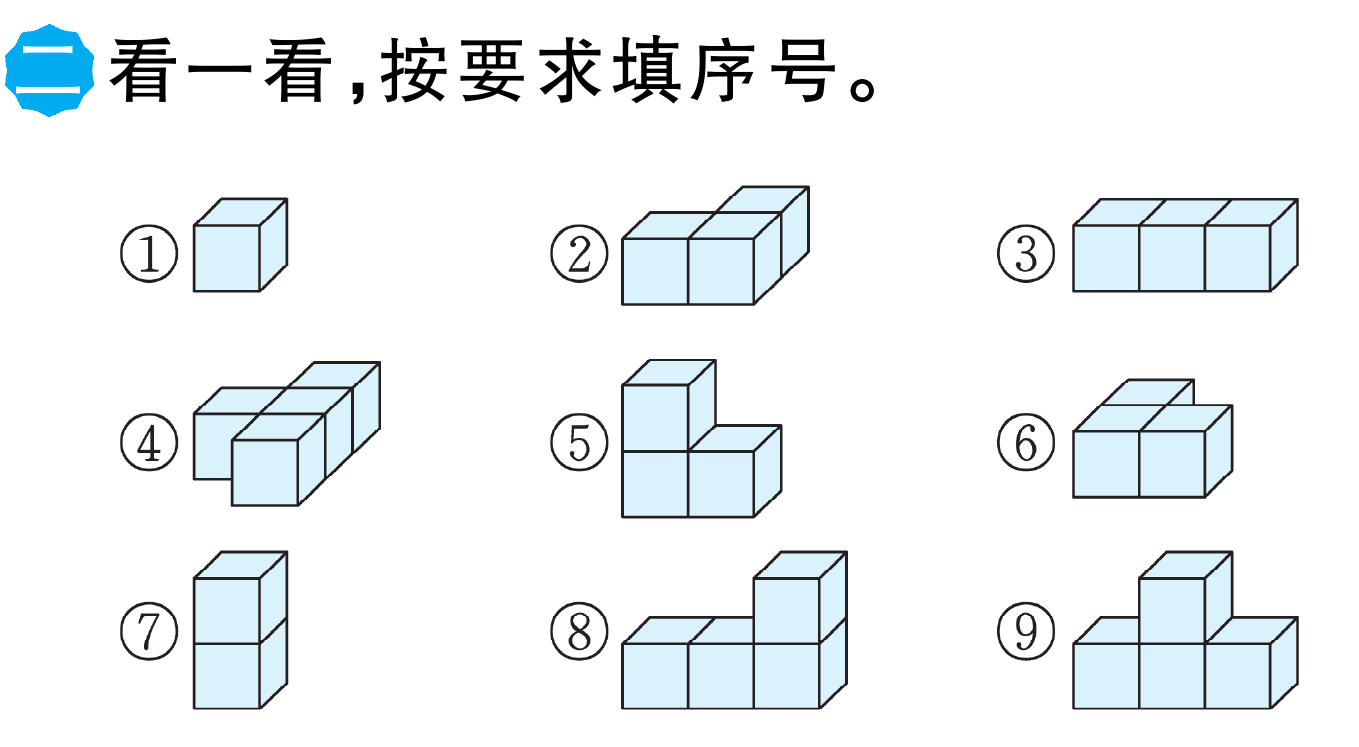 二 看一看,按要求填序号。
① ② ③
④ ⑤ ⑥
⑦ ⑧ ⑨